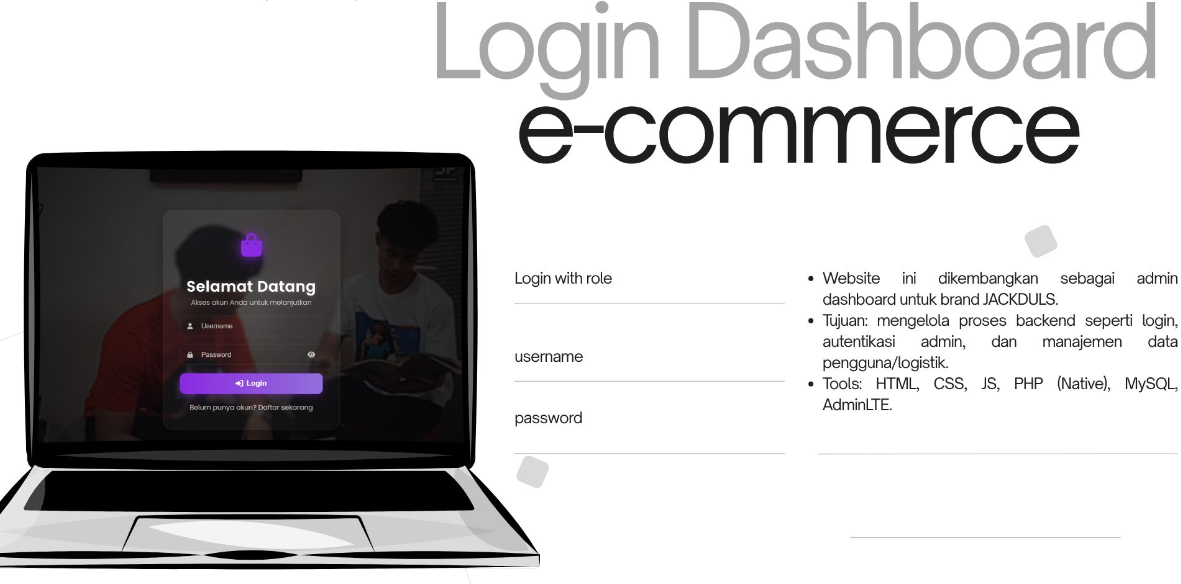 Login Dashboard
e-commerce
Selamat Datang
Akses akun Anda untuk melanjutkan
Username
Password
Login
Belum punya akun? Daftar sekarang
Login with role
username
password
Website ini dikembangkan sebagai admin
dashboard untuk brand JACKDULS.
Tujuan: mengelola proses backend seperti login,
autentikasi admin, dan manajemen data
pengguna/logistik.
Tools: HTML, CSS, JS, PHP (Native), MySQL,
AdminLTE.